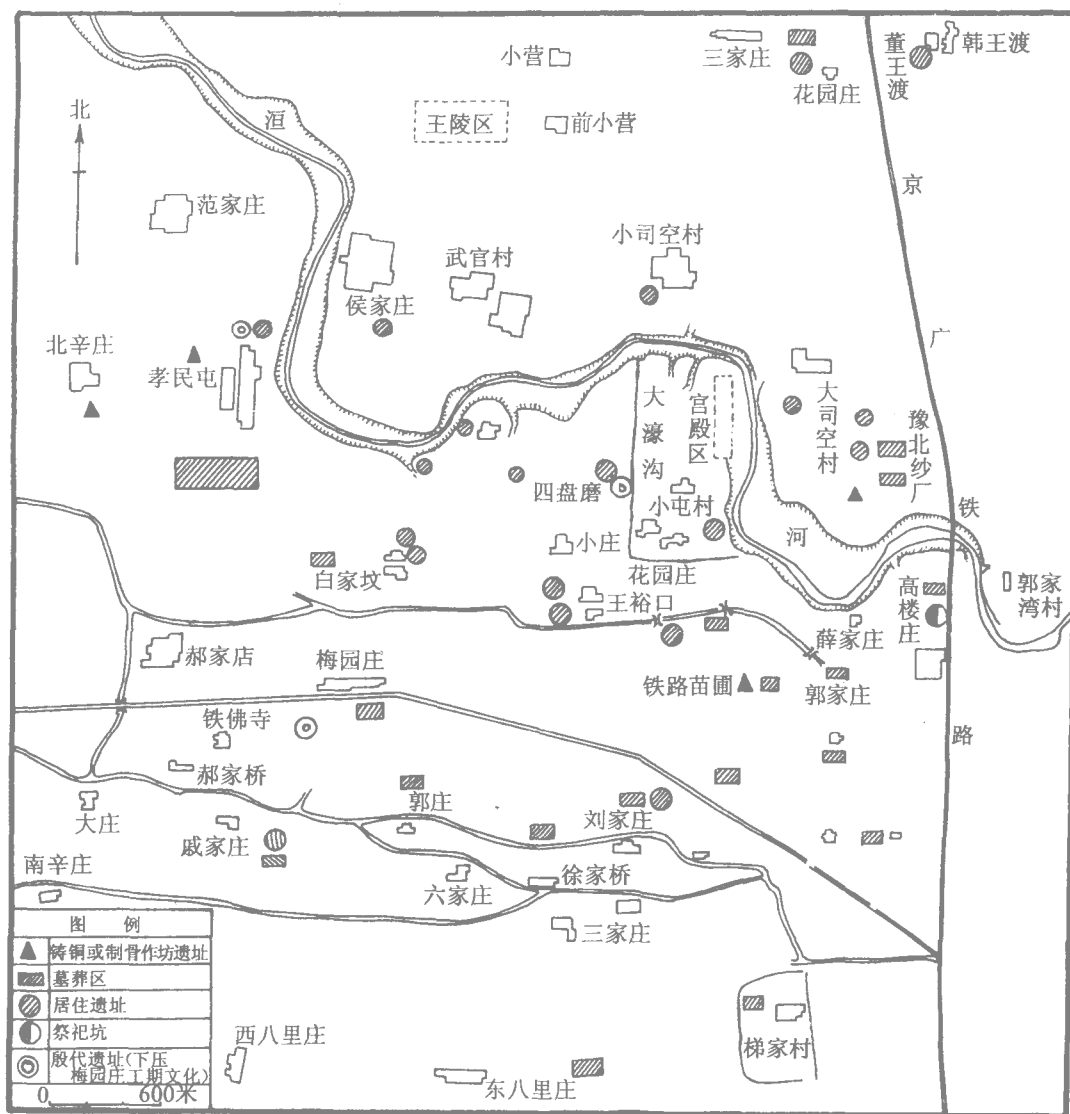 小营
三家庄
花园庄
董王渡
韩王渡
北
洹
王陵区
前小营
京
范家庄
小司空村
武官村
侯家庄
广
北辛庄
孝民屯
大濠沟
宫殿区
大司空村
豫北纱厂
四盘磨
小屯村
铁
河
小庄
白家坟
花园庄
高楼庄
郭家湾村
王裕口
薛家庄
郝家店
梅园庄
铁路苗圃
郭家庄
铁佛寺
路
郝家桥
郭庄
大庄
刘家庄
戚家庄
南辛庄
六家庄
徐家桥
三家庄
图 例
铸铜或制骨作坊遗址
墓葬区
居住遗址
祭祀坑
殷代遗址(下压
梅园庄工期文化)
0 600米
西八里庄
东八里庄
梯家村